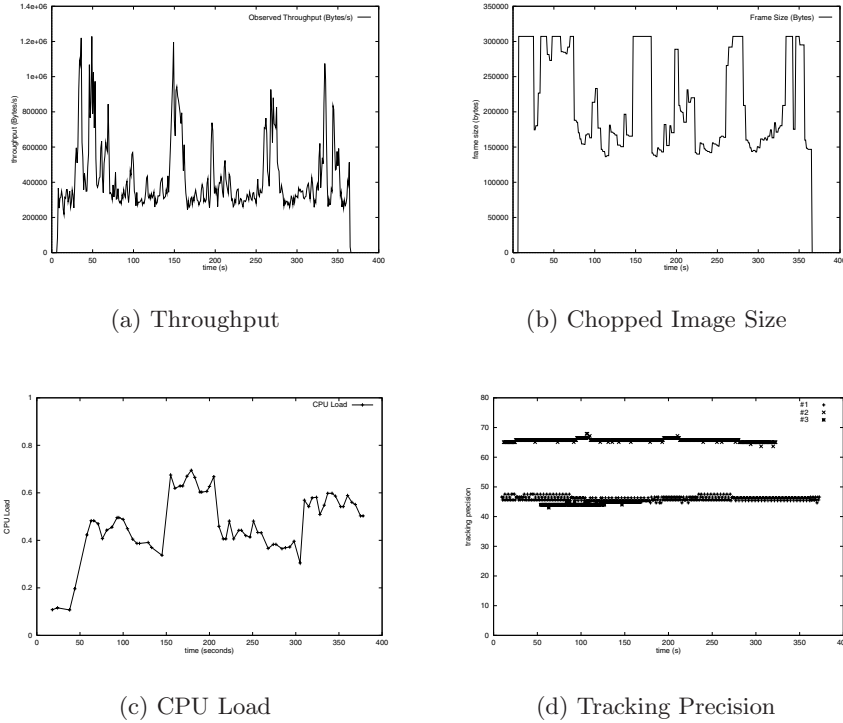 1.4e+06
1.2e+06
1e+06
800000
600000
400000
200000
0
throughput (Bytes/s)
Observed Throughput (Bytes/s)
0 50 100 150 200 250 300 350 400
time (s)
(a) Throughput
350000
300000
250000
200000
150000
100000
50000
0
frame size (bytes)
Frame Size (Bytes)
0 50 100 150 200 250 300 350 400
time (s)
(b) Chopped Image Size
1
0.8
0.6
0.4
0.2
0
CPU Load
CPU Load
0 50 100 150 200 250 300 350 400
time (seconds)
(c) CPU Load
80
70
60
50
40
30
20
10
0
tracking precision
#1
#2
#3
0 50 100 150 200 250 300 350 400
time (s)
(d) Tracking Precision